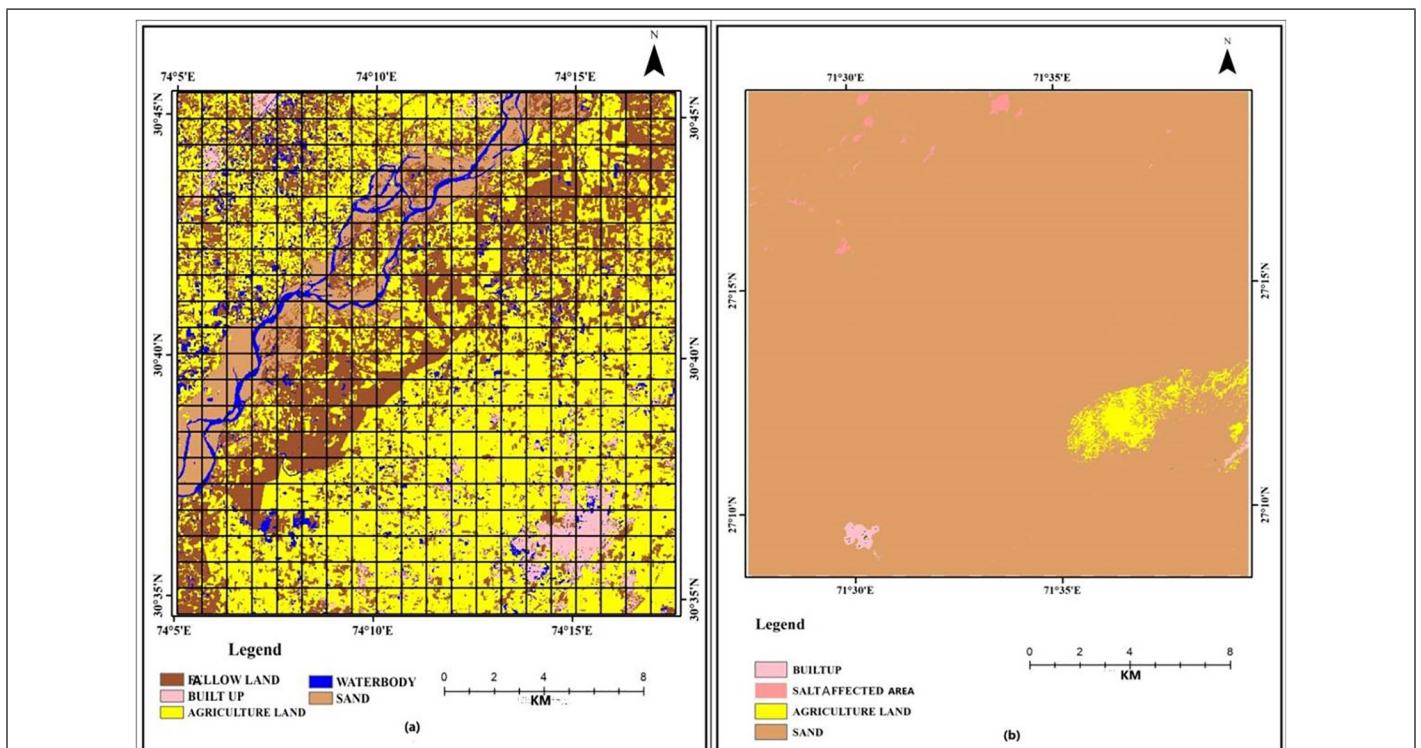 N
74°5'E 74°10'E 74°15'E
30°45'N 30°45'N
30°40'N 30°40'N
30°35'N 30°35'N
74°5'E 74°10'E 74°15'E
Legend
FALLOW LAND
BUILT UP
AGRICULTURE LAND
WATERBODY
SAND
0 4 8
KM
(a)
N
71°30'E 71°35'E
27°15'N 27°15'N
27°10'N 27°10'N
71°30'E 71°35'E
Legend
BUILTUP
SALTAFFECTED AREA
AGRICULTURE LAND
SAND
0 2 4 8
KM
(b)